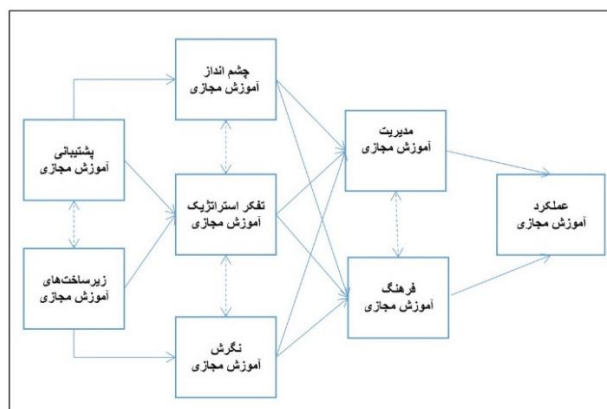 چشم انداز
آموزش مجازی
پشتیبانی
آموزش مجازی
مدیریت
آموزش مجازی
تفکر استراتژیک
آموزش مجازی
عملکرد
آموزش مجازی
زیرساخت‌های
آموزش مجازی
فرهنگ
آموزش مجازی
نگرش
آموزش مجازی